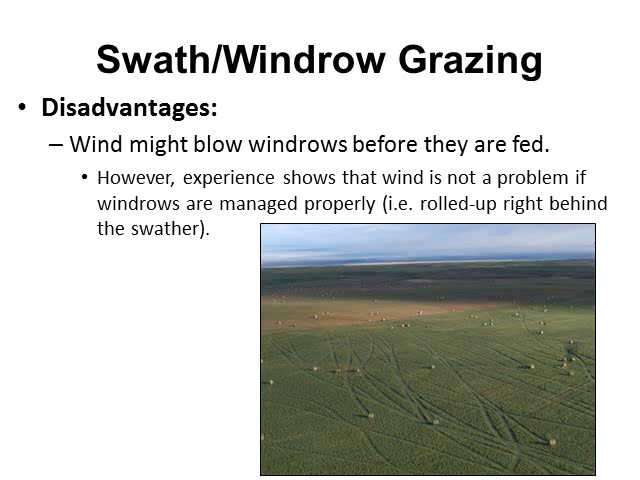 Swath/Windrow Grazing
• Disadvantages:
– Wind might blow windrows before they are fed.
• However, experience shows that wind is not a problem if
windrows are managed properly (i.e. rolled-up right behind
the swather).